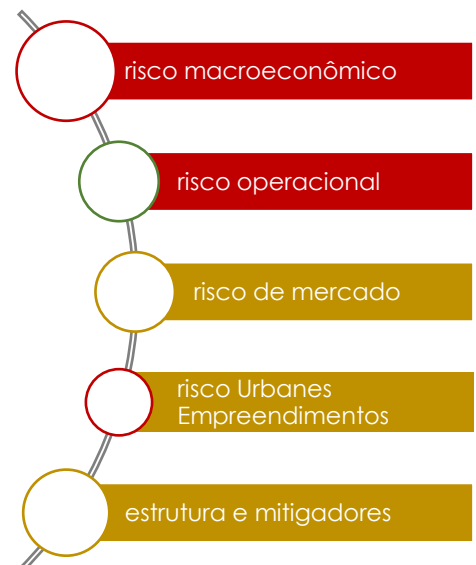 risco macroeconômico
risco operacional
risco de mercado
risco Urbanes
Empreendimentos
estrutura e mitigadores